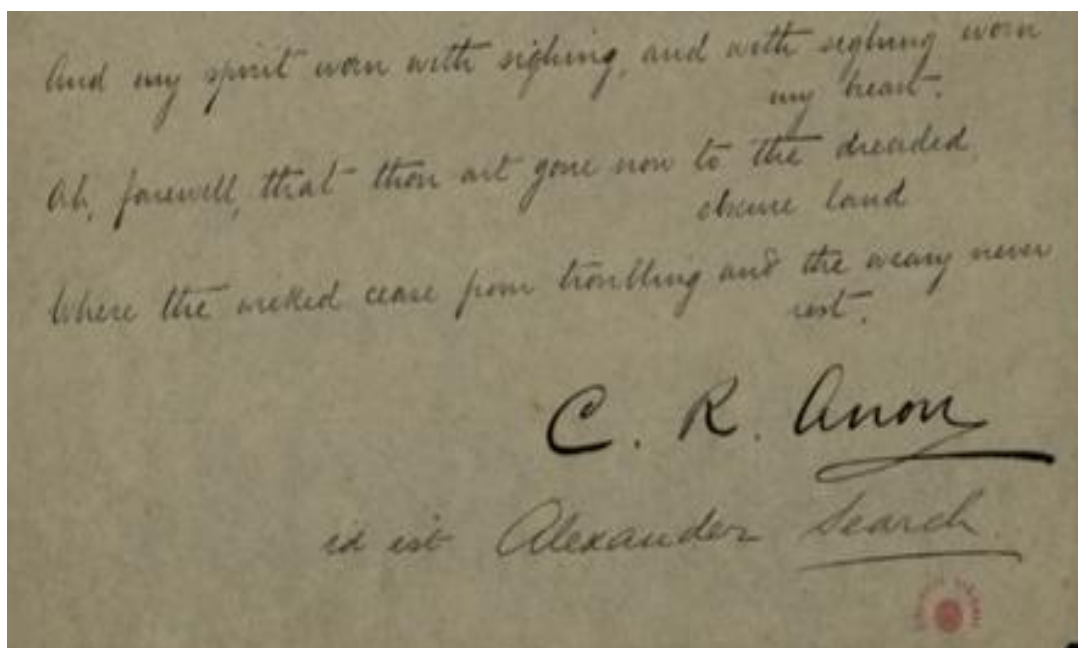 And my spirit worn with sighing, and with sighing worn
my heart.
Ah, farewell, that thou art gone now to the dreaded,
obscure land
Where the wicked cease from troubling and the weary never
rest.
C. R. Anon
id est Alexander Search